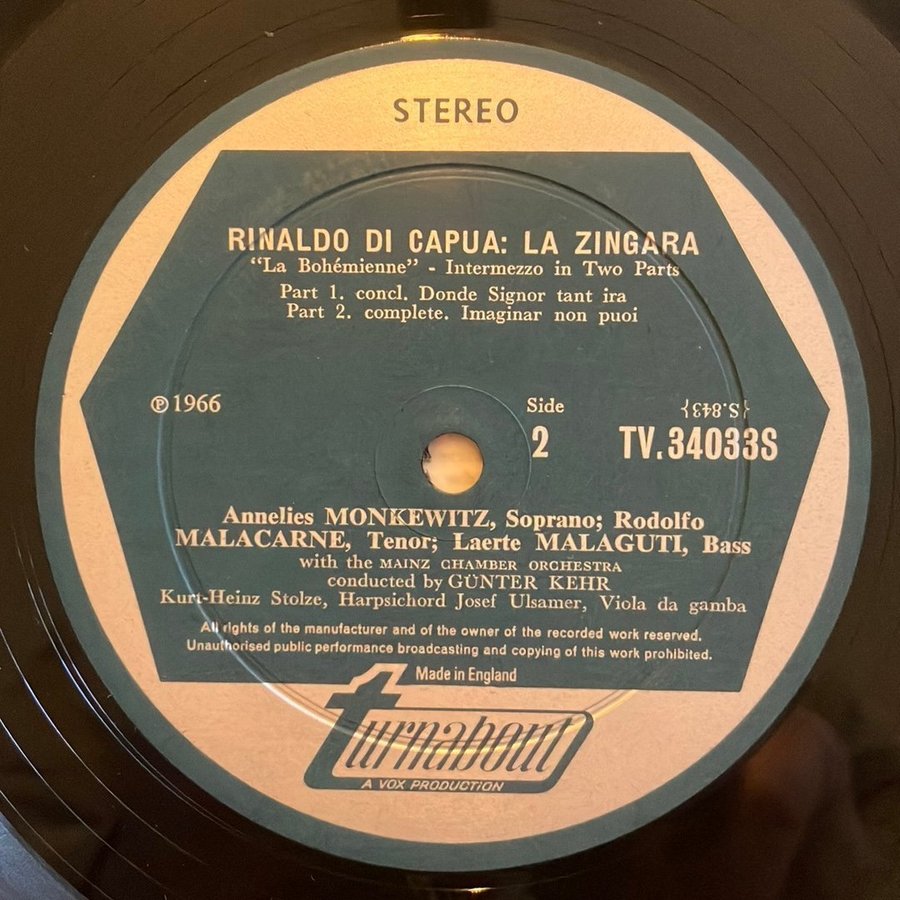 STEREO
RINALDO DI CAPUA: LA ZINGARA
"La Bohémienne" - Intermezzo in Two Parts
Part 1. concl. Donde Signor tant ira
Part 2. complete. Imaginar non puoi
℗ 1966
Side
2
{S.843}
TV.34033S
Annelies MONKEWITZ, Soprano; Rodolfo
MALACARNE, Tenor; Laerte MALAGUTI, Bass
with the MAINZ CHAMBER ORCHESTRA
conducted by GÜNTER KEHR
Kurt-Heinz Stolze, Harpsichord Josef Ulsamer, Viola da gamba
All rights of the manufacturer and of the owner of the recorded work reserved.
Unauthorised public performance broadcasting and copying of this work prohibited.
Made in England
turnabout
A VOX PRODUCTION